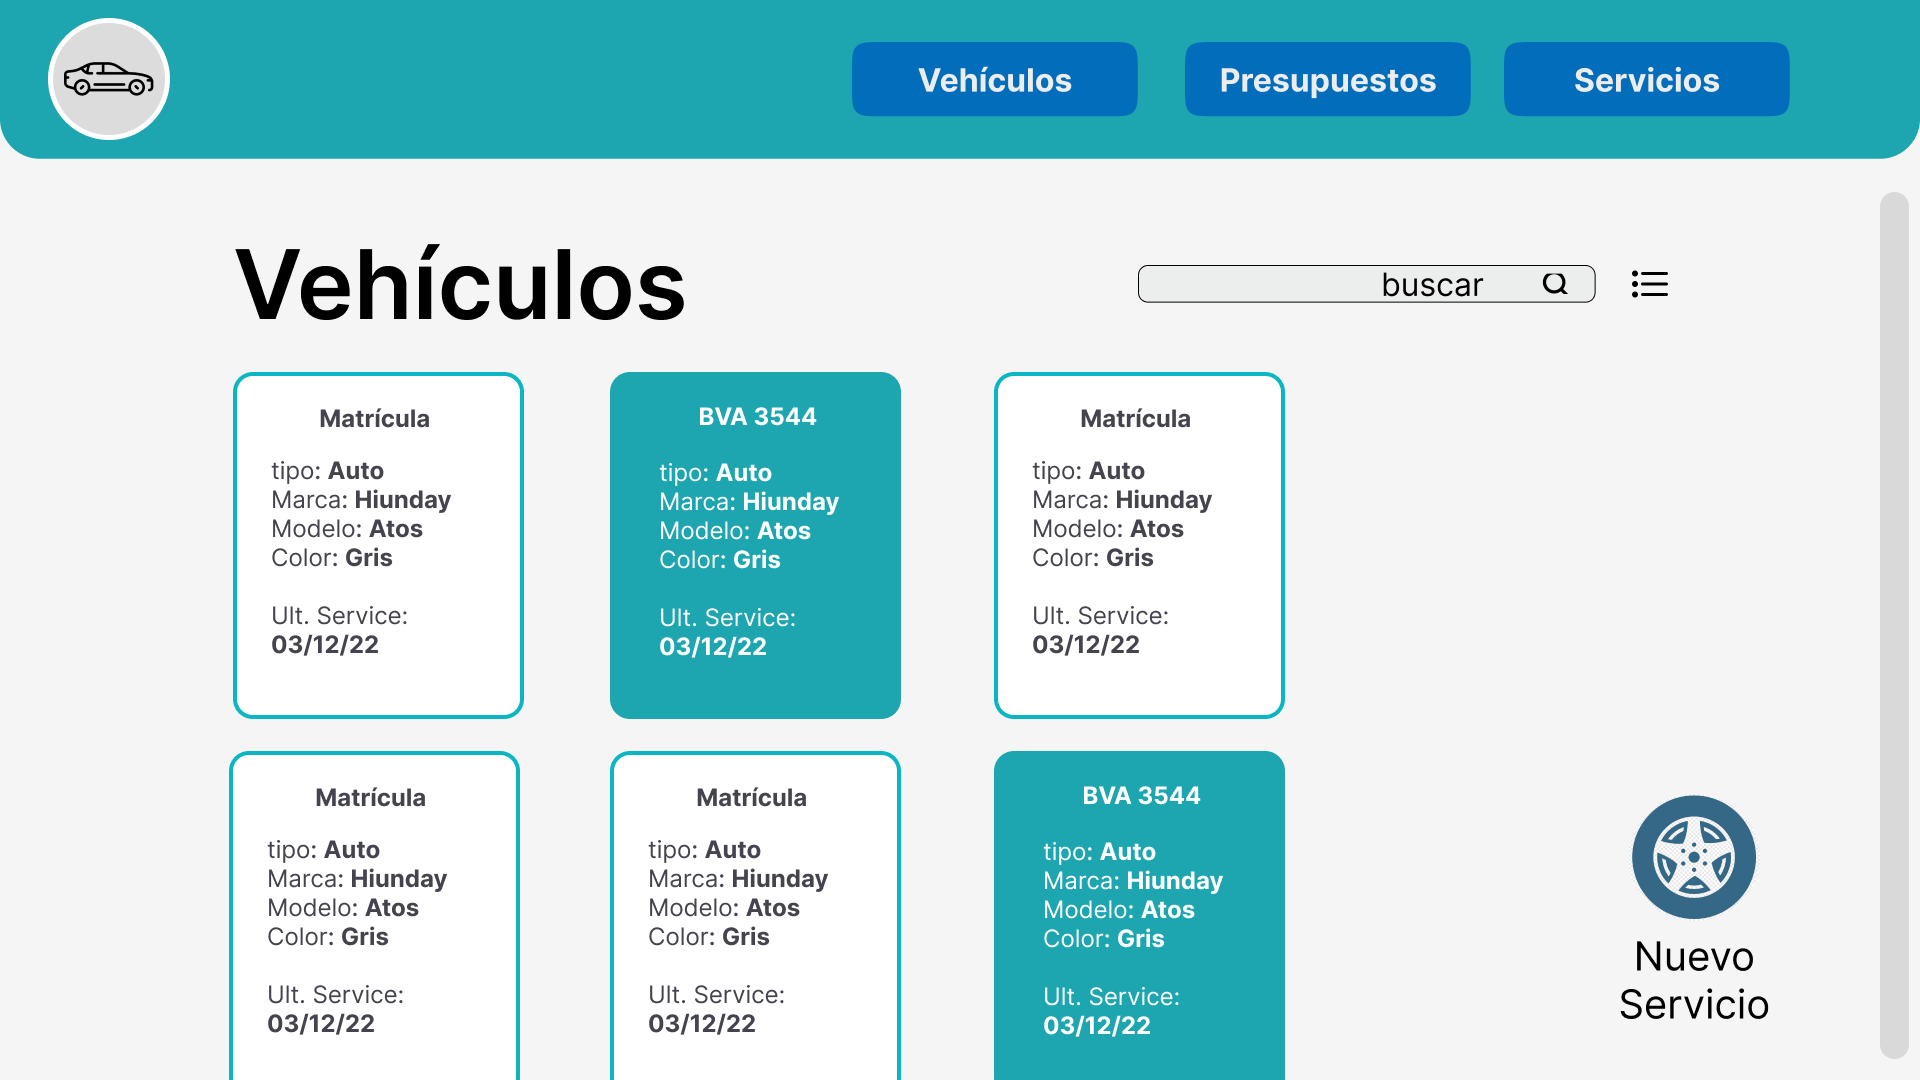 Vehículos
Presupuestos
Servicios
Vehículos
buscar
Matrícula
tipo: Auto
Marca: Hiunday
Modelo: Atos
Color: Gris
Ult. Service:
03/12/22
BVA 3544
tipo: Auto
Marca: Hiunday
Modelo: Atos
Color: Gris
Ult. Service:
03/12/22
Matrícula
tipo: Auto
Marca: Hiunday
Modelo: Atos
Color: Gris
Ult. Service:
03/12/22
Matrícula
tipo: Auto
Marca: Hiunday
Modelo: Atos
Color: Gris
Ult. Service:
03/12/22
Matrícula
tipo: Auto
Marca: Hiunday
Modelo: Atos
Color: Gris
Ult. Service:
03/12/22
BVA 3544
tipo: Auto
Marca: Hiunday
Modelo: Atos
Color: Gris
Ult. Service:
03/12/22
Nuevo
Servicio